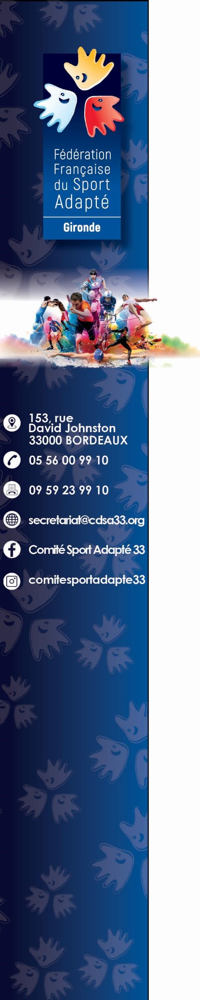 Fédération
Française
du Sport
Adapté
Gironde
153, rue
David Johnston
33000 BORDEAUX
05 56 00 99 10
09 59 23 99 10
secretariat@cdsa33.org
Comité Sport Adapté 33
comitesportadapte33